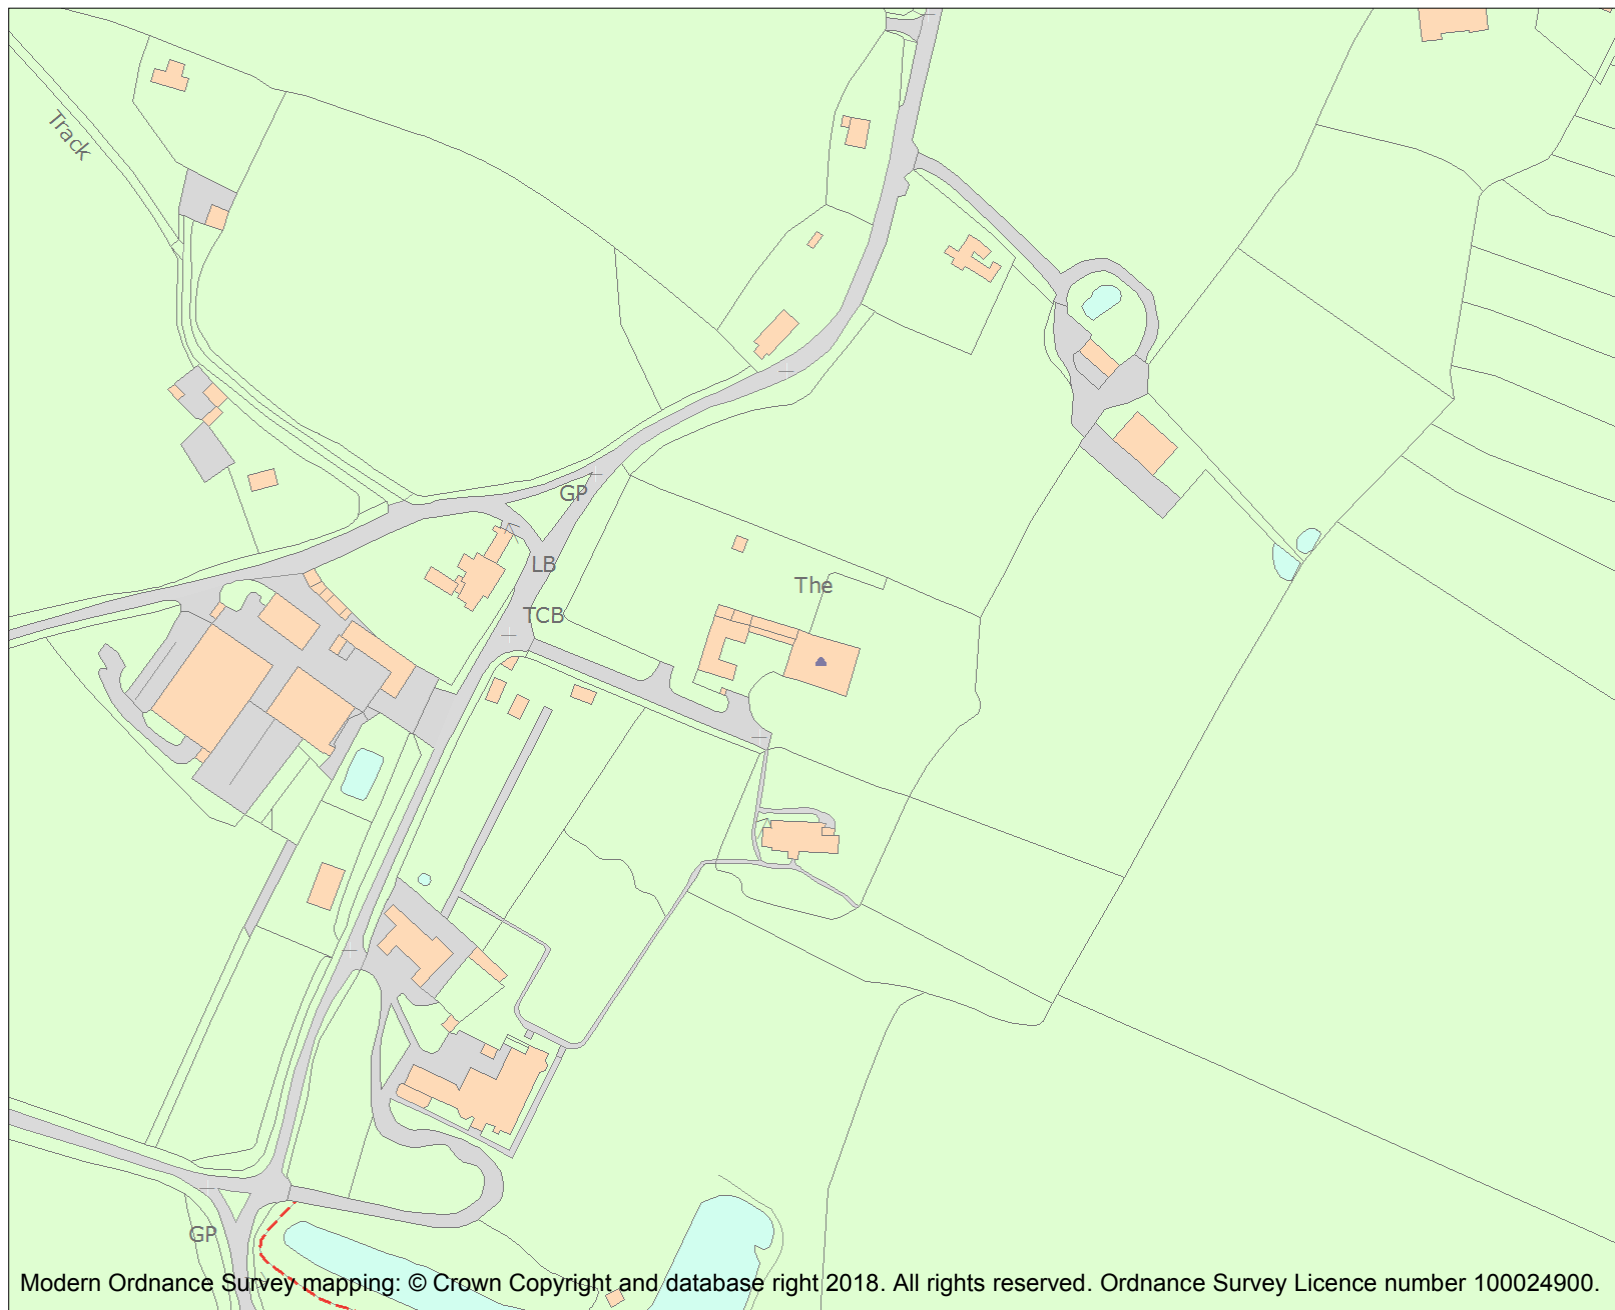 Track
GP
LB
The
TCB
GP
Modern Ordnance Survey mapping: © Crown Copyright and database right 2018. All rights reserved. Ordnance Survey Licence number 100024900.